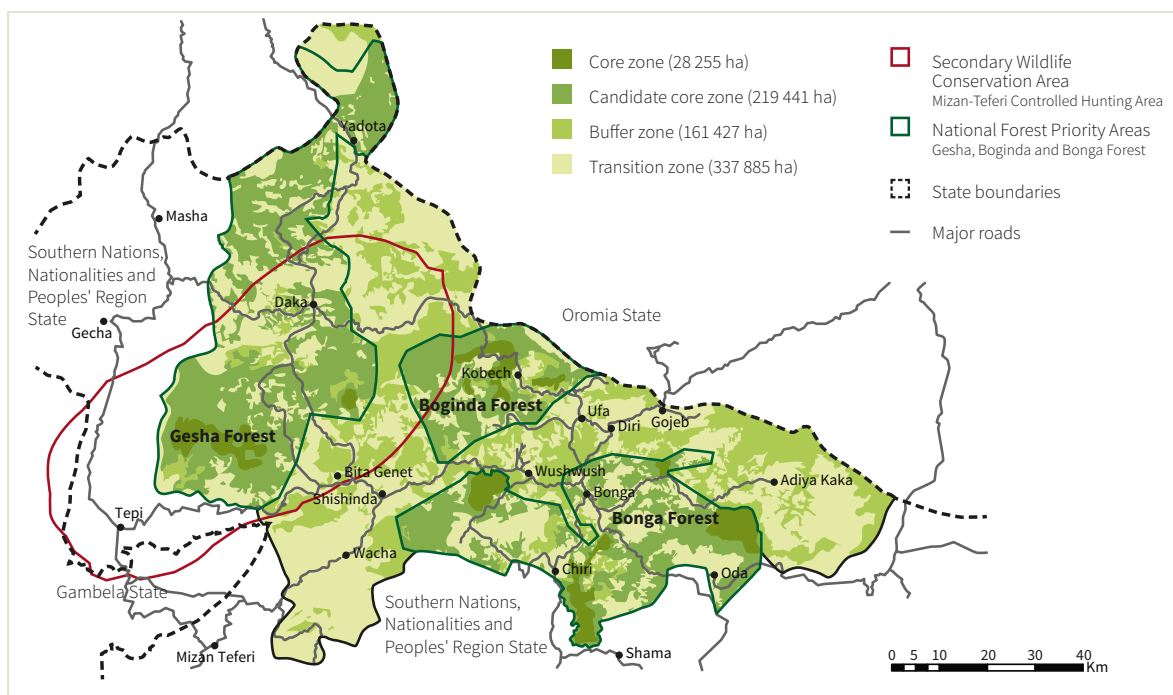 Core zone (28 255 ha)
Candidate core zone (219 441 ha)
Buffer zone (161 427 ha)
Transition zone (337 885 ha)
Secondary Wildlife
Conservation Area
Mizan-Teferi Controlled Hunting Area
National Forest Priority Areas
Gesha, Boginda and Bonga Forest
State boundaries
Major roads
Yadota
Masha
Southern Nations,
Nationalities and
Peoples' Region
State
Daka
Gecha
Oromia State
Kobech
Boginda Forest
Ufa
Gojeb
Diri
Gesha Forest
Bita Genet
Wushwush
Adiya Kaka
Shishinda
Bonga
Tepi
Bonga Forest
Wacha
Chiri
Oda
Gambela State
Southern Nations,
Nationalities and
Peoples' Region State
Mizan Teferi
Shama
0 5 10 20 30 40
Km